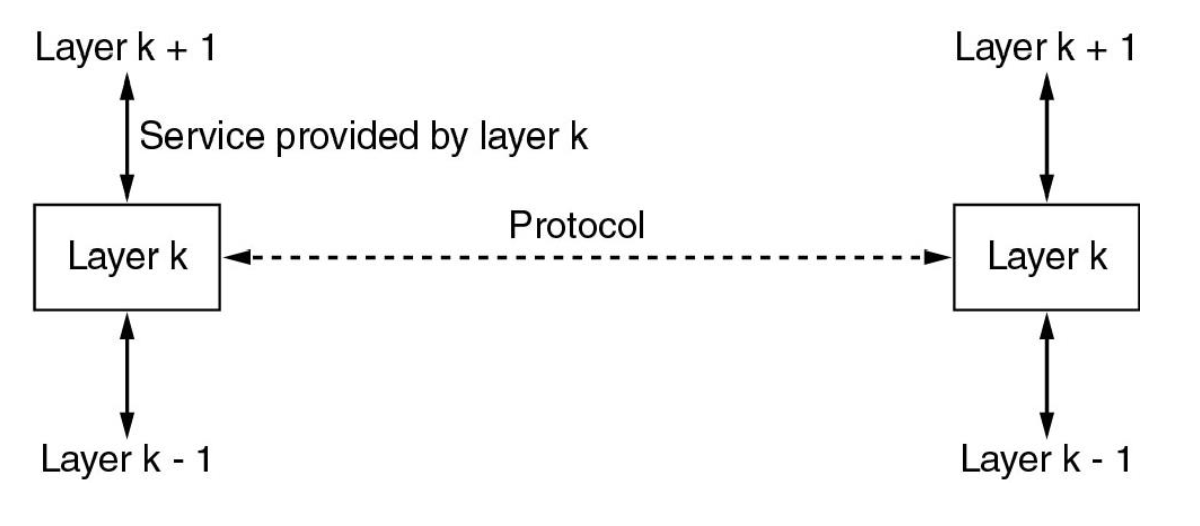 Layer k + 1
Layer k + 1
Service provided by layer k
Protocol
Layer k
Layer k
Layer k - 1
Layer k - 1